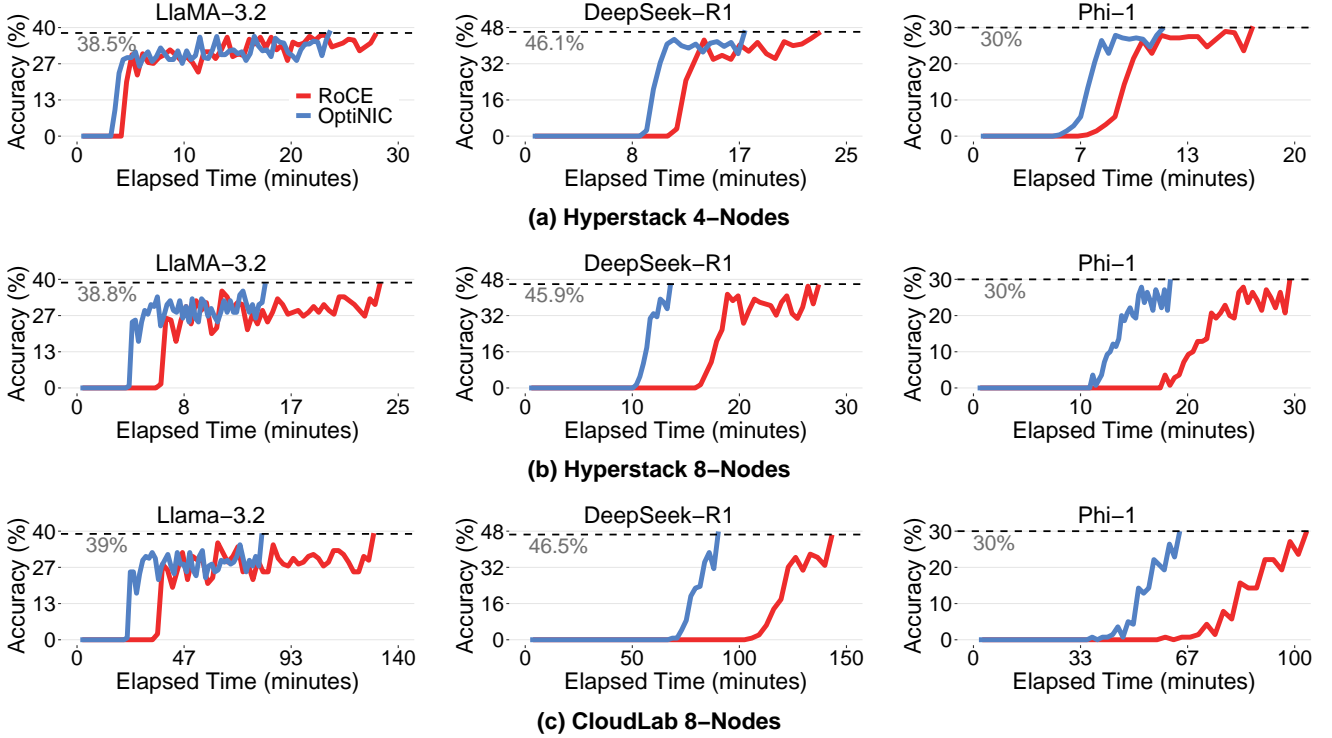 LlaMA−3.2
DeepSeek−R1
Phi−1
Accuracy (%)
40
27
13
0
38.5%
RoCE
OptiNIC
0 10 20 30
Elapsed Time (minutes)
Accuracy (%)
48
32
16
0
46.1%
0 8 17 25
Elapsed Time (minutes)
Accuracy (%)
30
20
10
0
30%
0 7 13 20
Elapsed Time (minutes)
(a) Hyperstack 4−Nodes
LlaMA−3.2
DeepSeek−R1
Phi−1
Accuracy (%)
40
27
13
0
38.8%
0 8 17 25
Elapsed Time (minutes)
Accuracy (%)
48
32
16
0
45.9%
0 10 20 30
Elapsed Time (minutes)
Accuracy (%)
30
20
10
0
30%
0 10 20 30
Elapsed Time (minutes)
(b) Hyperstack 8−Nodes
Llama−3.2
DeepSeek−R1
Phi−1
Accuracy (%)
40
27
13
0
39%
0 47 93 140
Elapsed Time (minutes)
Accuracy (%)
48
32
16
0
46.5%
0 50 100 150
Elapsed Time (minutes)
Accuracy (%)
30
20
10
0
30%
0 33 67 100
Elapsed Time (minutes)
(c) CloudLab 8−Nodes